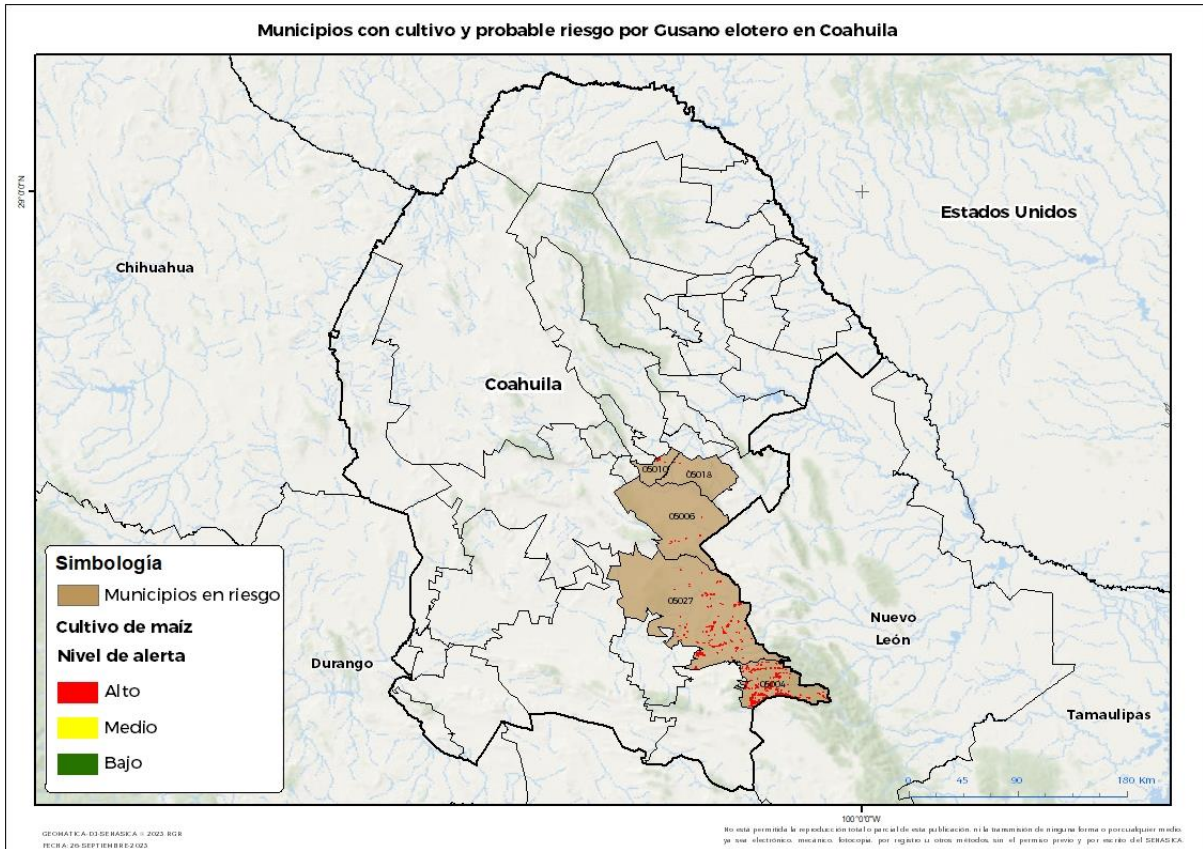 Municipios con cultivo y probable riesgo por Gusano elotero en Coahuila
29°0'0"N
Estados Unidos
Chihuahua
Coahuila
05010
05018
05006
05027
05004
Nuevo
León
Durango
Tamaulipas
Simbología
Municipios en riesgo
Cultivo de maíz
Nivel de alerta
Alto
Medio
Bajo
0 45 90 180 Km
100°0'0"W
GEOMATICA-DJ-SENASICA © 2023 RGR
FECHA: 26-SEPTIEMBRE-2023
No está permitida la reproducción total o parcial de esta publicación, ni la transmisión de ninguna forma o por cualquier medio,
ya sea electrónico, mecánico, fotocopia, por registro u otros métodos, sin el permiso previo y por escrito del SENASICA.